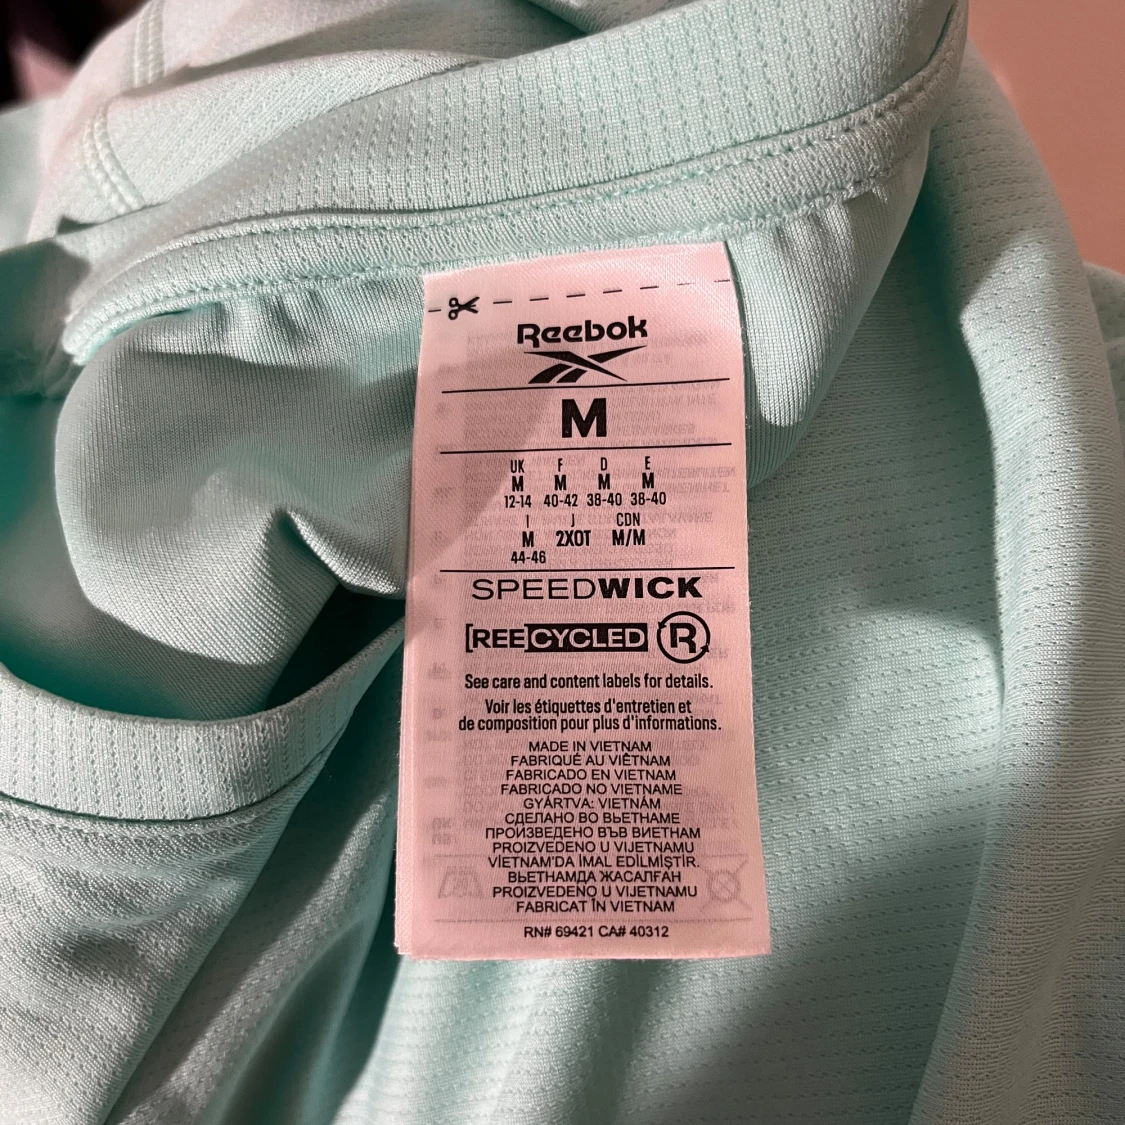 Reebok
M
UK F D E
M M M M
12-14 40-42 38-40 38-40
I J CDN
M 2XOT M/M
44-46
SPEEDWICK
[REECYCLED] R
See care and content labels for details.
Voir les étiquettes d'entretien et
de composition pour plus d'informations.
MADE IN VIETNAM
FABRIQUÉ AU VIÊTNAM
FABRICADO EN VIETNAM
FABRICADO NO VIETNAME
GYÁRTVA: VIETNÁM
СДЕЛАНО ВО ВЬЕТНАМЕ
ПРОИЗВЕДЕНО ВЪВ ВИЕТНАМ
PROIZVEDENO U VIJETNAMU
VİETNAM'DA İMAL EDİLMİŞTİR.
ВЬЕТНАМДА ЖАСАЛҒАН
PROIZVEDENO U VIJETNAMU
FABRICAT ÎN VIETNAM
RN# 69421 CA# 40312